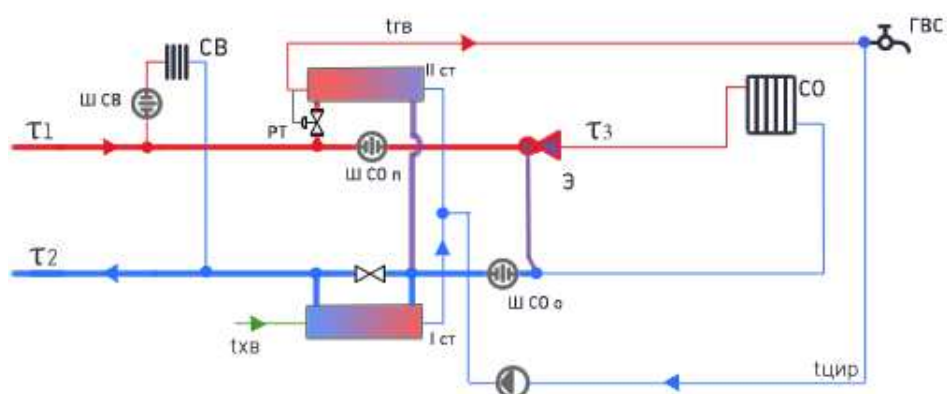 tгв
ГВС
СВ
II ст
СО
Ш СВ
РТ
τ1
τ3
Ш СО п
Э
τ2
Ш СО о
I ст
tхв
tцир